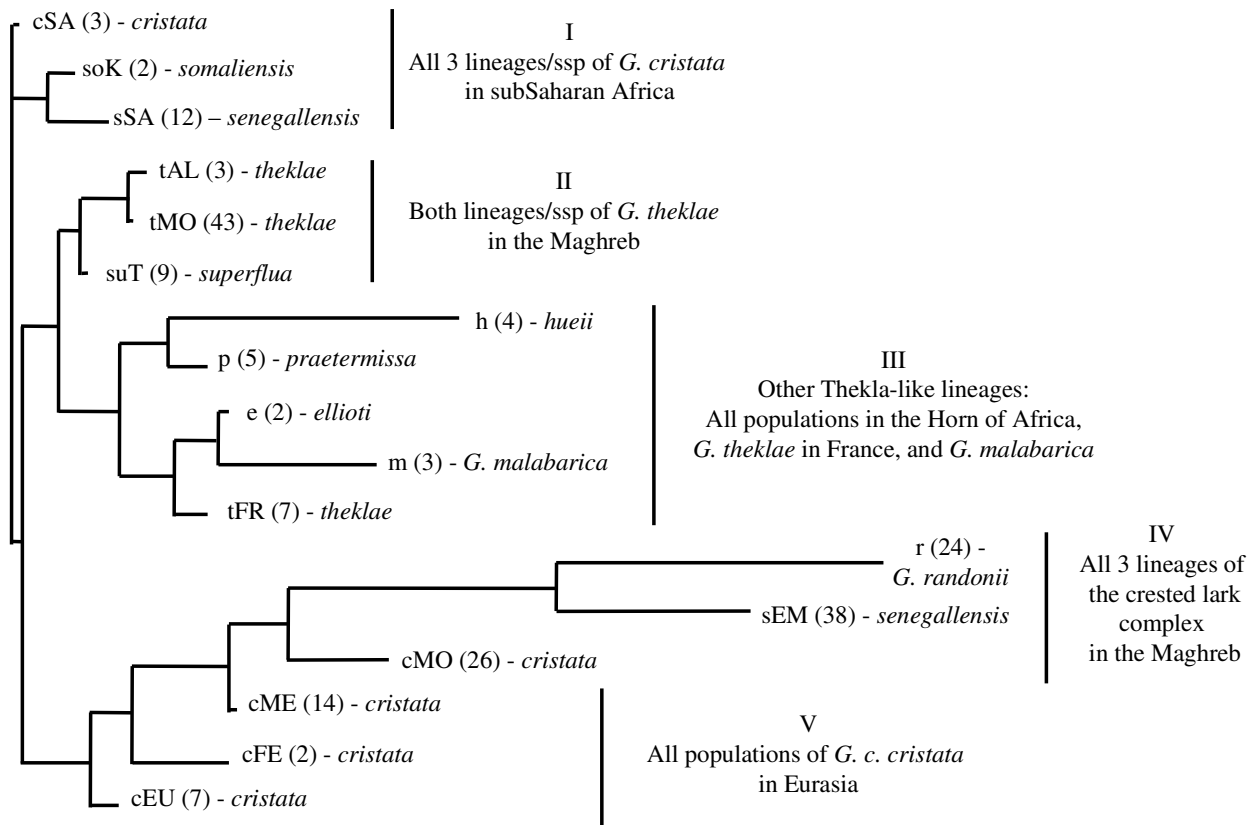 cSA (3) - cristata
soK (2) - somaliensis
sSA (12) – senegallensis
I
All 3 lineages/ssp of G. cristata
in subSaharan Africa
tAL (3) - theklae
tMO (43) - theklae
suT (9) - superflua
II
Both lineages/ssp of G. theklae
in the Maghreb
h (4) - hueii
p (5) - praetermissa
e (2) - ellioti
m (3) - G. malabarica
tFR (7) - theklae
III
Other Thekla-like lineages:
All populations in the Horn of Africa,
G. theklae in France, and G. malabarica
r (24) -
G. randonii
sEM (38) - senegallensis
cMO (26) - cristata
IV
All 3 lineages of
the crested lark
complex
in the Maghreb
cME (14) - cristata
cFE (2) - cristata
cEU (7) - cristata
V
All populations of G. c. cristata
in Eurasia